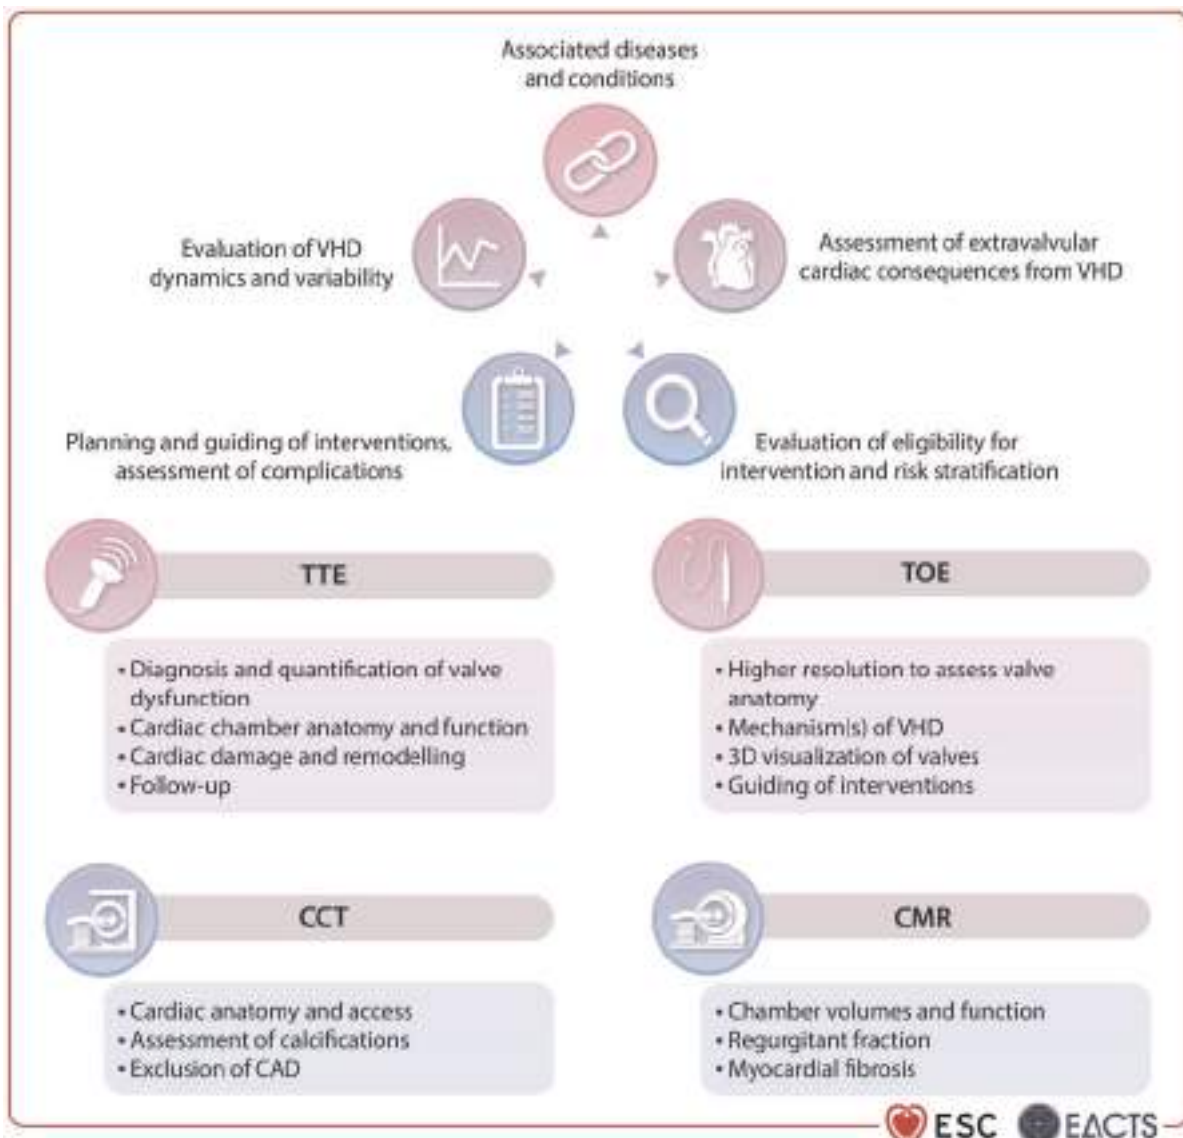 Associated diseases
and conditions
Evaluation of VHD
dynamics and variability
Assessment of extravalvular
cardiac consequences from VHD
Planning and guiding of interventions,
assessment of complications
Evaluation of eligibility for
intervention and risk stratification
TTE
• Diagnosis and quantification of valve
dysfunction
• Cardiac chamber anatomy and function
• Cardiac damage and remodelling
• Follow-up
TOE
• Higher resolution to assess valve
anatomy
• Mechanism(s) of VHD
• 3D visualization of valves
• Guiding of interventions
CCT
• Cardiac anatomy and access
• Assessment of calcifications
• Exclusion of CAD
CMR
• Chamber volumes and function
• Regurgitant fraction
• Myocardial fibrosis
ESC EACTS